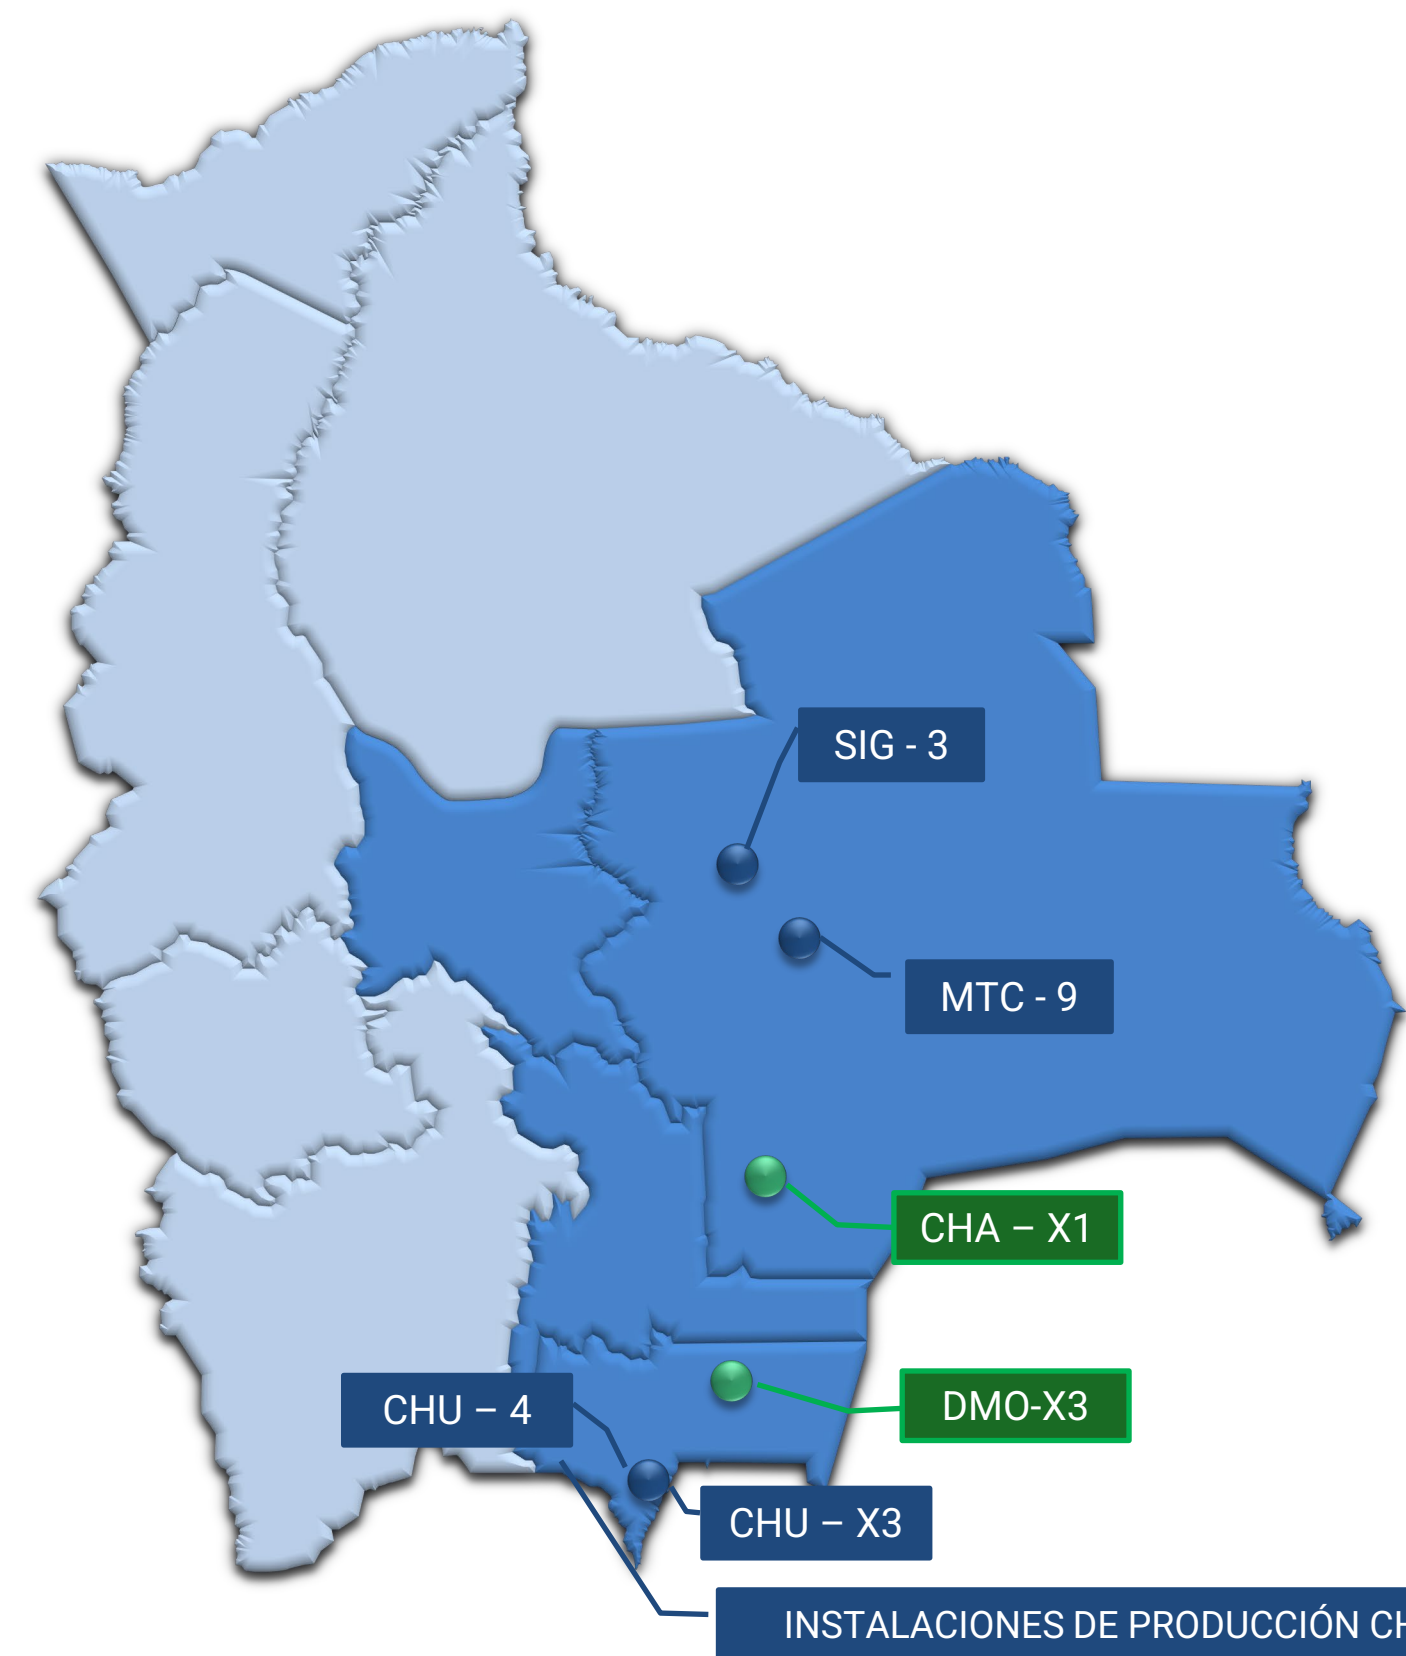 SIG - 3
MTC - 9
CHA – X1
DMO-X3
CHU – 4
CHU – X3
INSTALACIONES DE PRODUCCIÓN